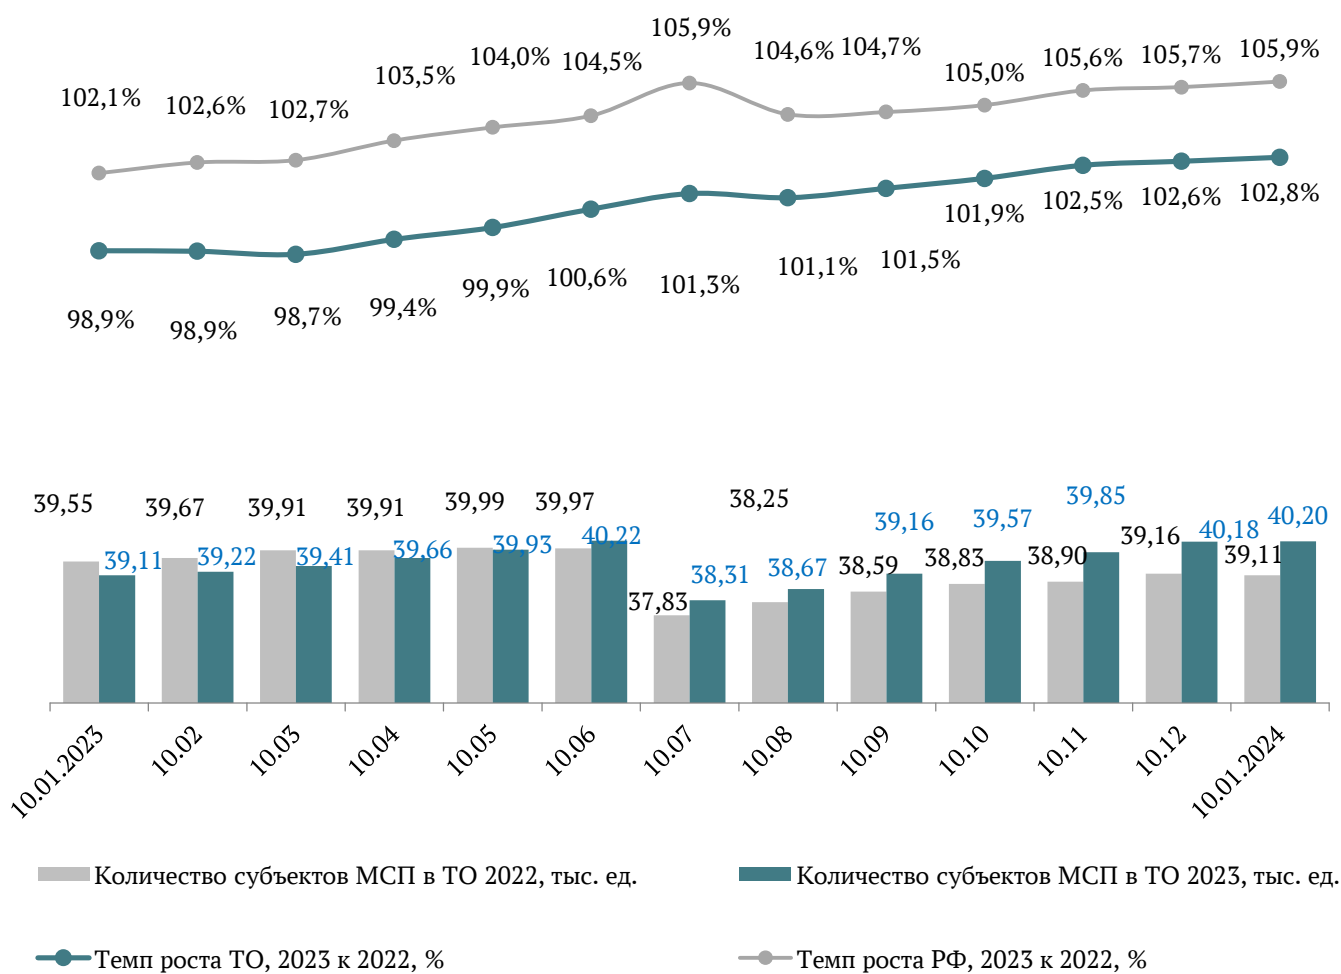 102,1% 102,6% 102,7% 103,5% 104,0% 104,5% 105,9% 104,6% 104,7% 105,0% 105,6% 105,7% 105,9%
98,9% 98,9% 98,7% 99,4% 99,9% 100,6% 101,3% 101,1% 101,5% 101,9% 102,5% 102,6% 102,8%
39,55 39,67 39,91 39,91 39,99 39,97 37,83 38,25 38,59 38,83 38,90 39,16 39,11
39,11 39,22 39,41 39,66 39,93 40,22 38,31 38,67 39,16 39,57 39,85 40,18 40,20
10.01.2023 10.02 10.03 10.04 10.05 10.06 10.07 10.08 10.09 10.10 10.11 10.12 10.01.2024
Количество субъектов МСП в ТО 2022, тыс. ед.
Количество субъектов МСП в ТО 2023, тыс. ед.
Темп роста ТО, 2023 к 2022, %
Темп роста РФ, 2023 к 2022, %